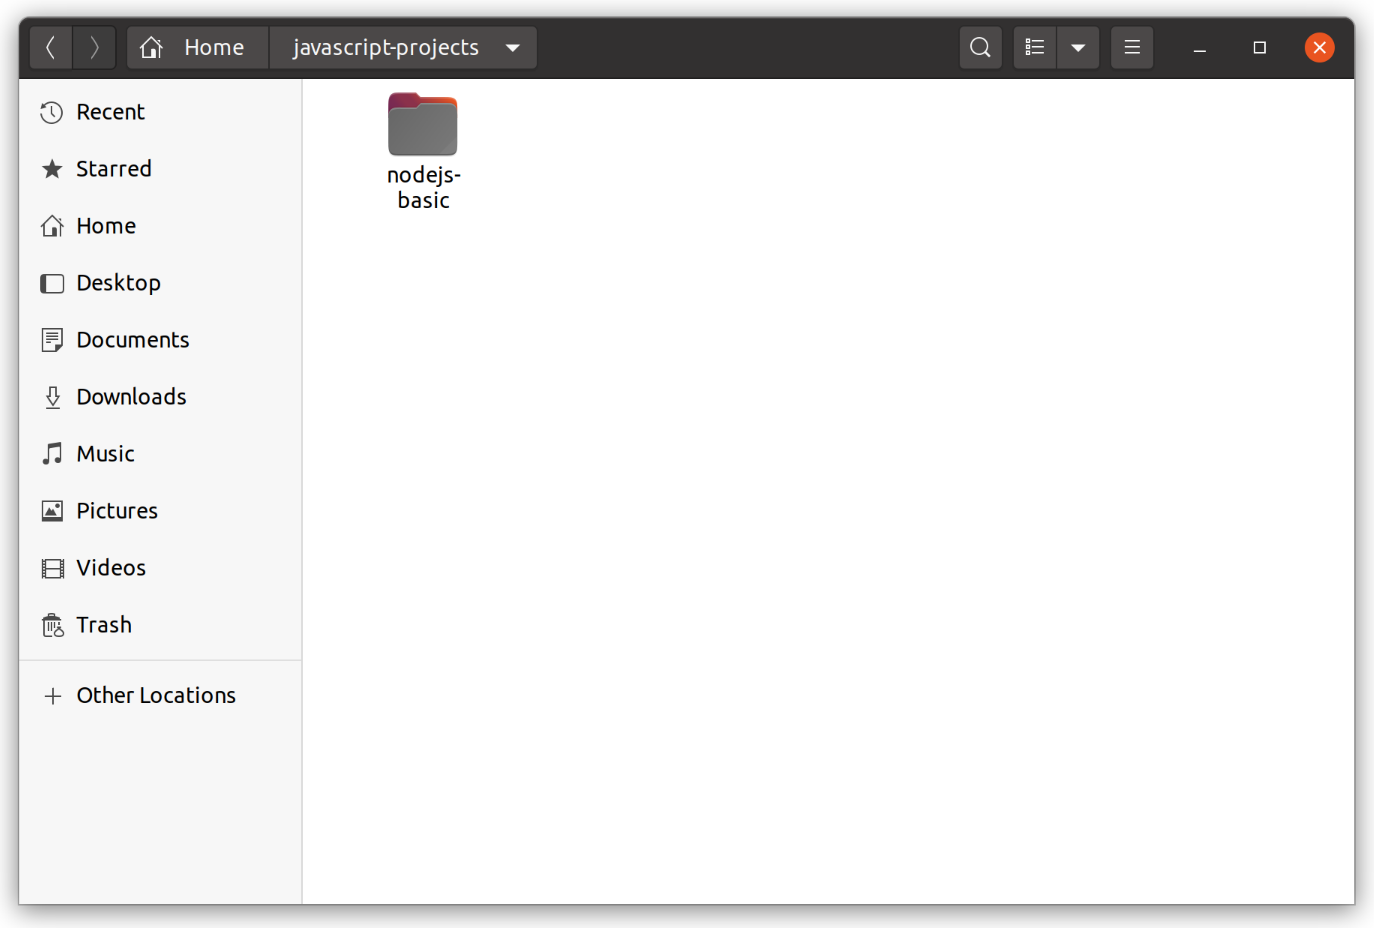 Home
javascript-projects
Recent
Starred
Home
Desktop
Documents
Downloads
Music
Pictures
Videos
Trash
Other Locations
nodejs-
basic